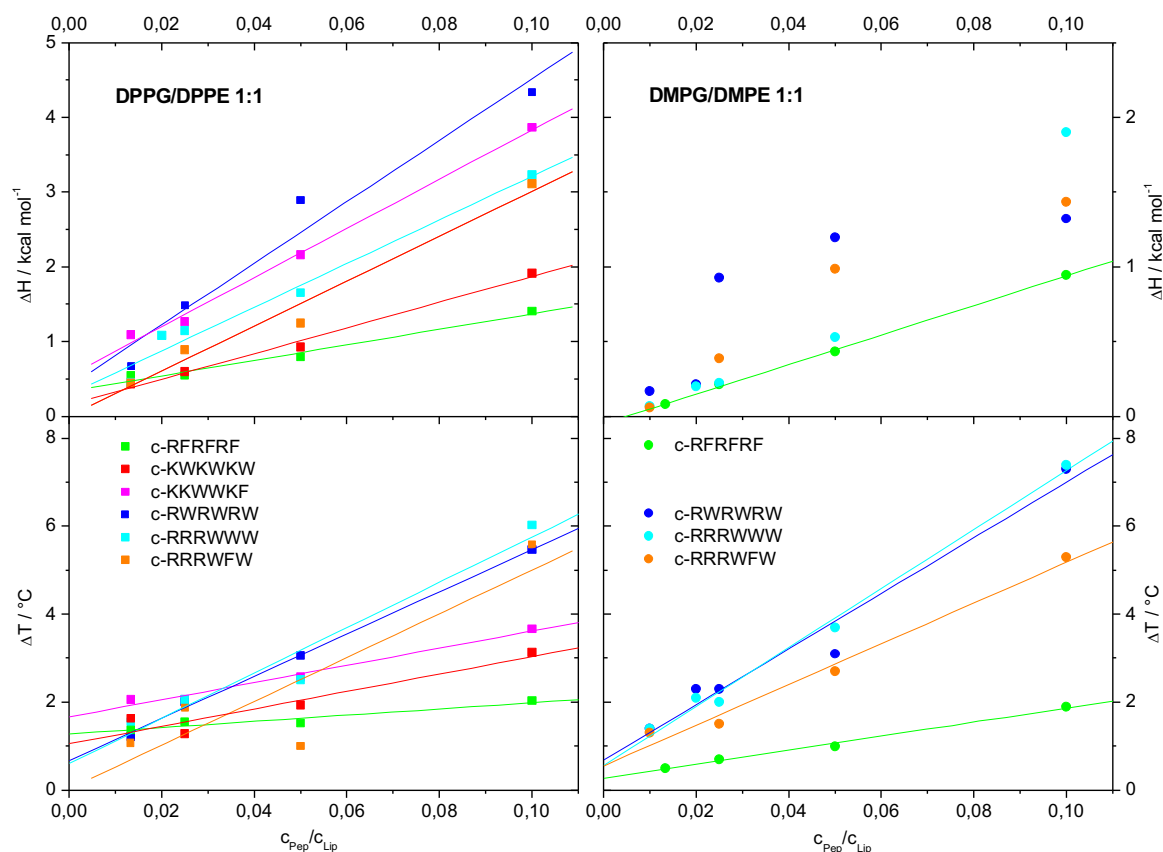 0,00 0,02 0,04 0,06 0,08 0,10
0,00 0,02 0,04 0,06 0,08 0,10
5
4
3
2
1
0
ΔH / kcal mol⁻¹
DPPG/DPPE 1:1
DMPG/DMPE 1:1
2
1
0
ΔH / kcal mol⁻¹
8
6
4
2
0
ΔT / °C
c-RFRFRF
c-KWKWKW
c-KKWWKF
c-RWRWRW
c-RRRWWW
c-RRRWFW
c-RFRFRF
c-RWRWRW
c-RRRWWW
c-RRRWFW
8
6
4
2
0
ΔT / °C
0,00 0,02 0,04 0,06 0,08 0,10
0,00 0,02 0,04 0,06 0,08 0,10
c_Pep/c_Lip
c_Pep/c_Lip